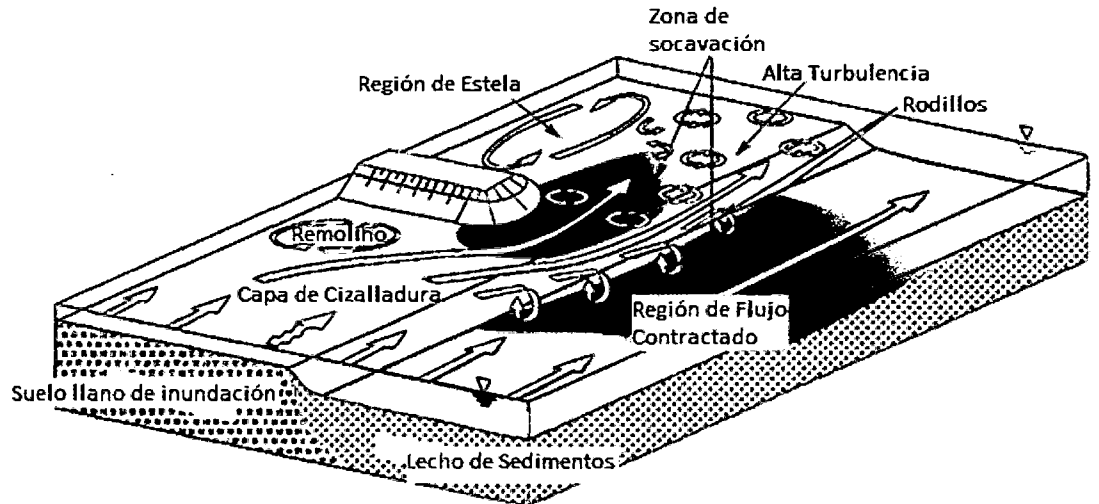 Zona de
socavación
Región de Estela
Alta Turbulencia
Rodillos
Remolino
Capa de Cizalladura
Región de Flujo
Contractado
Suelo llano de inundación
Lecho de Sedimentos